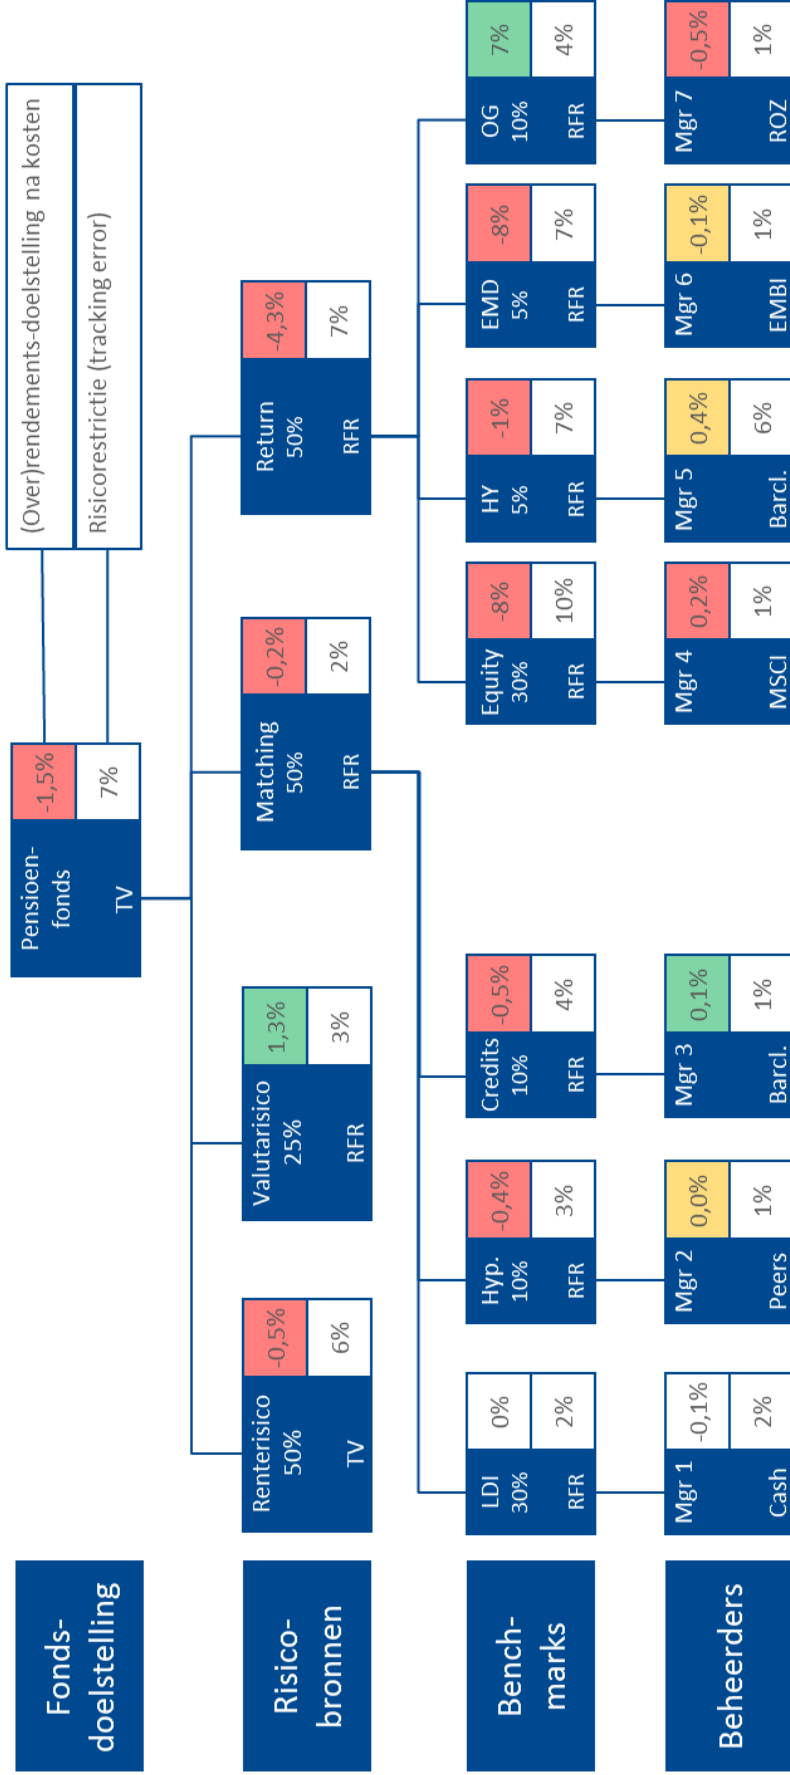 Fonds-
doelstelling
Pensioen-
fonds
TV
-1,5%
7%
(Over)rendements-doelstelling na kosten
Risicorestrictie (tracking error)
Risico-
bronnen
Renterisico
50%
TV
-0,5%
6%
Valutarisico
25%
RFR
1,3%
3%
Matching
50%
RFR
-0,2%
2%
Return
50%
RFR
-4,3%
7%
Bench-
marks
LDI
30%
RFR
0%
2%
Hyp.
10%
RFR
-0,4%
3%
Credits
10%
RFR
-0,5%
4%
Equity
30%
RFR
-8%
10%
HY
5%
RFR
-1%
7%
EMD
5%
RFR
-8%
7%
OG
10%
RFR
7%
4%
Beheerders
Mgr 1
Cash
-0,1%
2%
Mgr 2
Peers
0,0%
1%
Mgr 3
Barcl.
0,1%
1%
Mgr 4
MSCI
0,2%
1%
Mgr 5
Barcl.
0,4%
6%
Mgr 6
EMBI
-0,1%
1%
Mgr 7
ROZ
-0,5%
1%